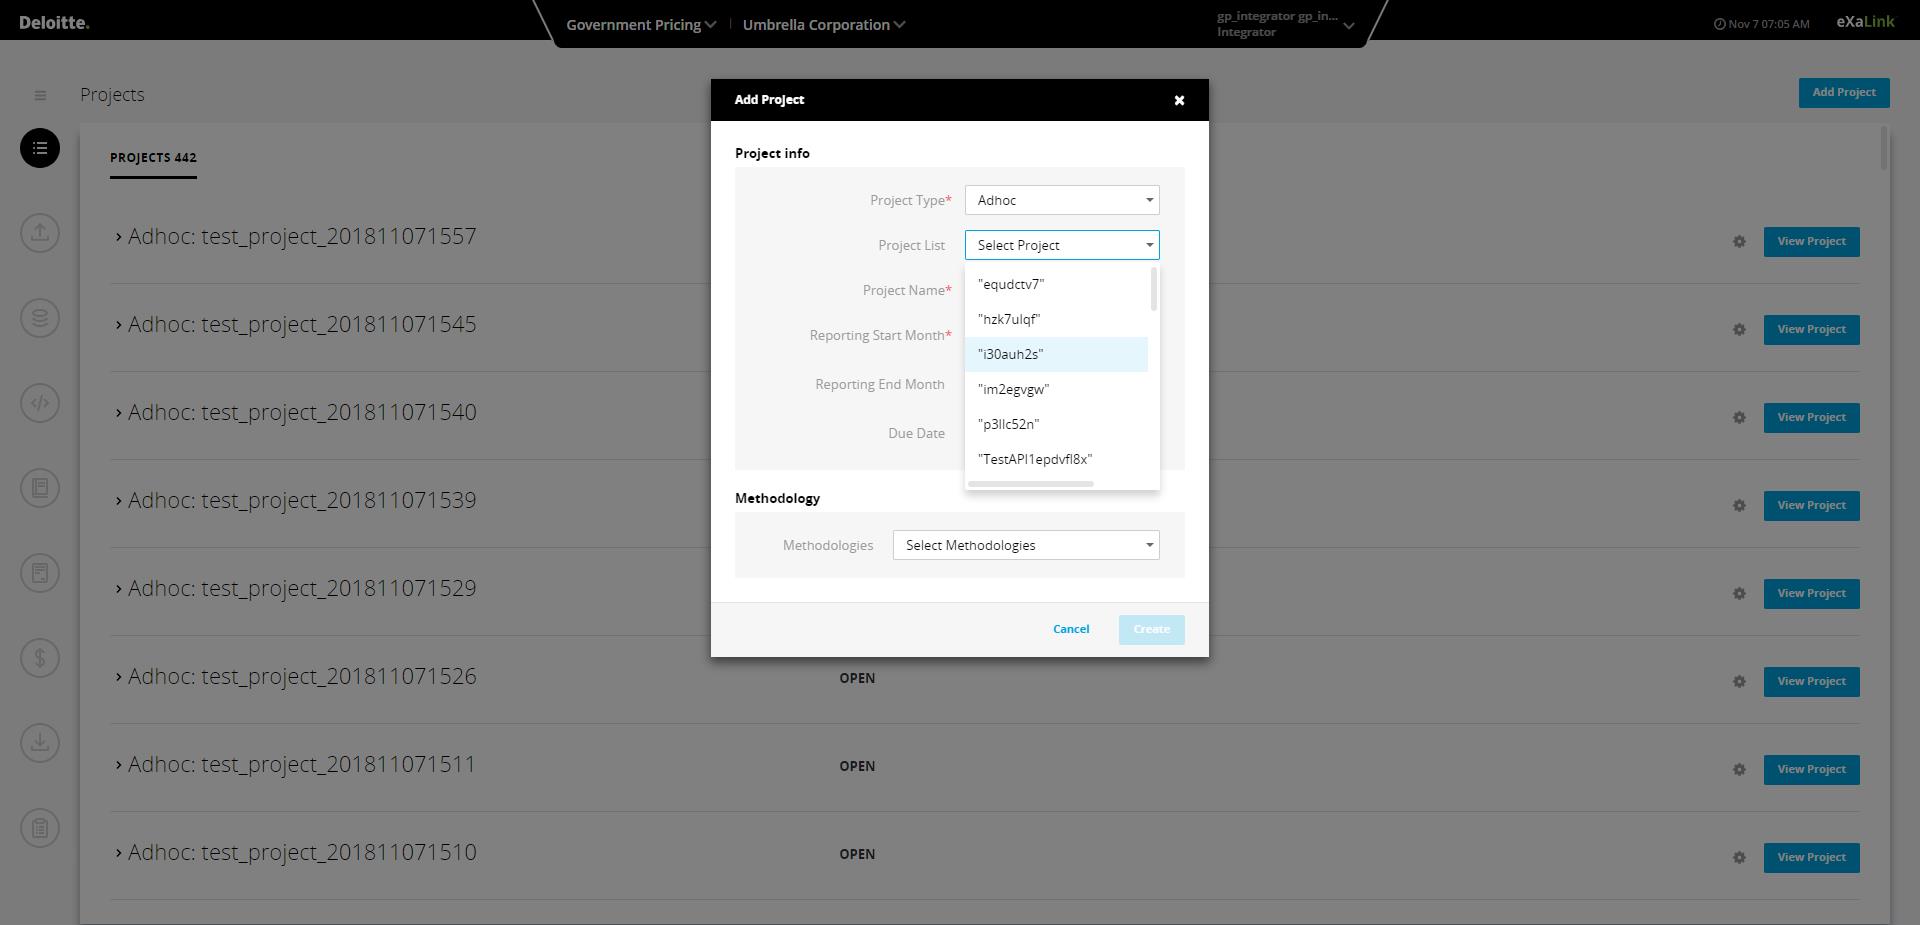 Deloitte.
Government Pricing
Umbrella Corporation
gp_integrator gp_in...
Integrator
Nov 7 07:05 AM
eXaLink
Projects
Add Project
PROJECTS 442
Adhoc: test_project_201811071557
View Project
Adhoc: test_project_201811071545
View Project
Adhoc: test_project_201811071540
View Project
Adhoc: test_project_201811071539
View Project
Adhoc: test_project_201811071529
View Project
Adhoc: test_project_201811071526
OPEN
View Project
Adhoc: test_project_201811071511
OPEN
View Project
Adhoc: test_project_201811071510
OPEN
View Project
Add Project
Project info
Project Type*
Adhoc
Project List
Select Project
"equdctv7"
"hzk7ulqf"
"i30auh2s"
"im2egvgw"
"p3llc52n"
"TestAPI1epdvfl8x"
Project Name*
Reporting Start Month*
Reporting End Month
Due Date
Methodology
Methodologies
Select Methodologies
Cancel
Create